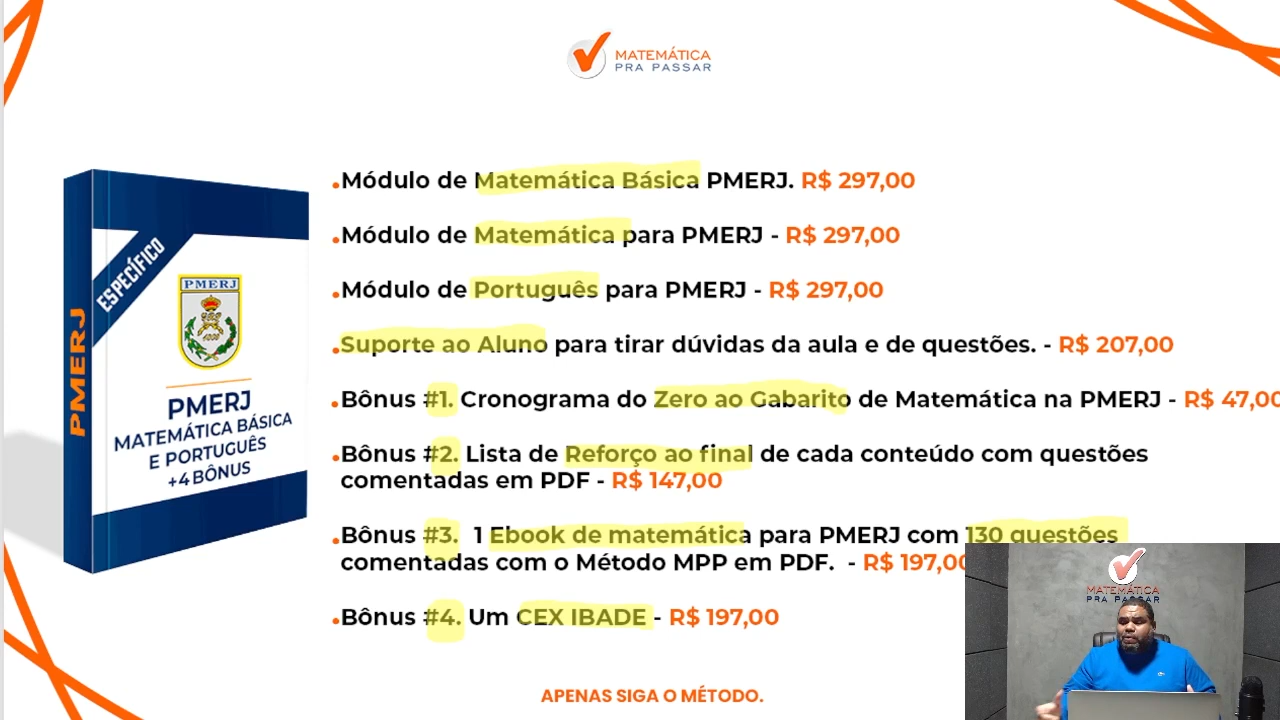 MATEMÁTICA
PRA PASSAR
.Módulo de Matemática Básica PMERJ. R$ 297,00
.Módulo de Matemática para PMERJ - R$ 297,00
.Módulo de Português para PMERJ - R$ 297,00
.Suporte ao Aluno para tirar dúvidas da aula e de questões. - R$ 207,00
.Bônus #1. Cronograma do Zero ao Gabarito de Matemática na PMERJ - R$ 47,00
.Bônus #2. Lista de Reforço ao final de cada conteúdo com questões
comentadas em PDF - R$ 147,00
.Bônus #3. 1 Ebook de matemática para PMERJ com 130 questões
comentadas com o Método MPP em PDF. - R$ 197,00
.Bônus #4. Um CEX IBADE - R$ 197,00
APENAS SIGA O MÉTODO.
PMERJ
ESPECÍFICO
PMERJ
PMERJ
MATEMÁTICA BÁSICA
E PORTUGUÊS
+4 BÔNUS
MATEMÁTICA
PRA PASSAR